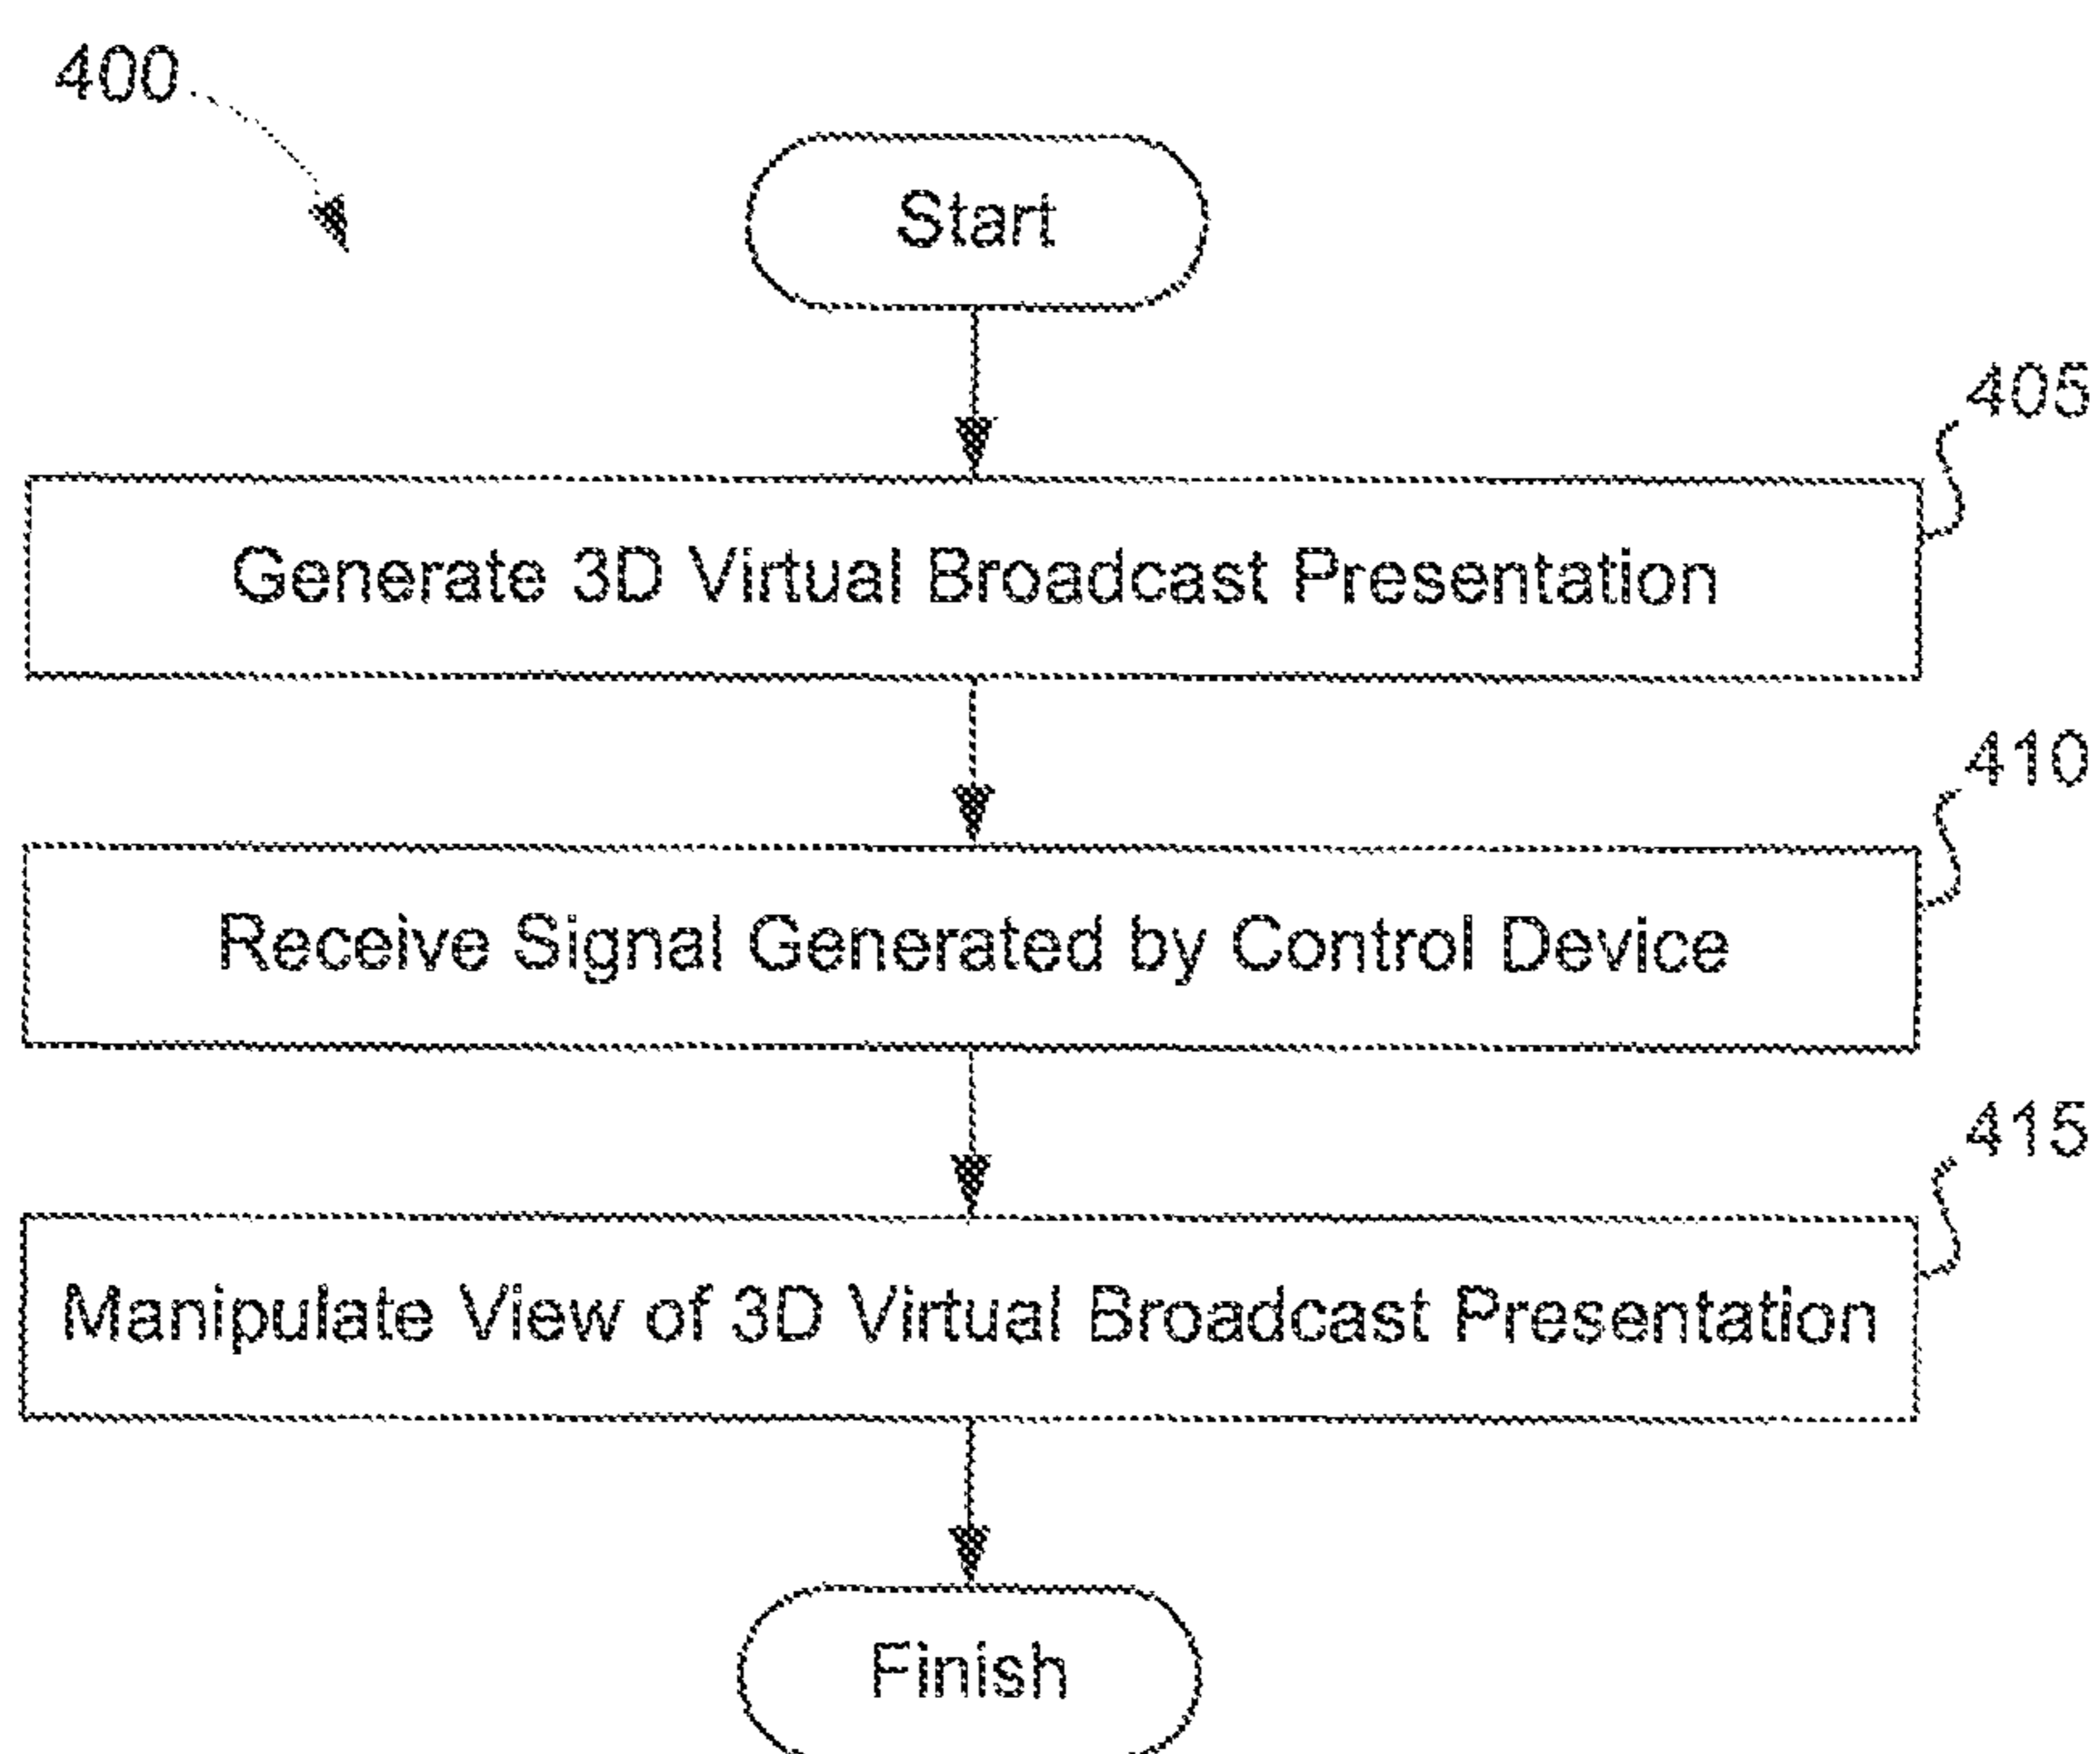 400
Start
405
Generate 3D Virtual Broadcast Presentation
410
Receive Signal Generated by Control Device
415
Manipulate View of 3D Virtual Broadcast Presentation
Finish